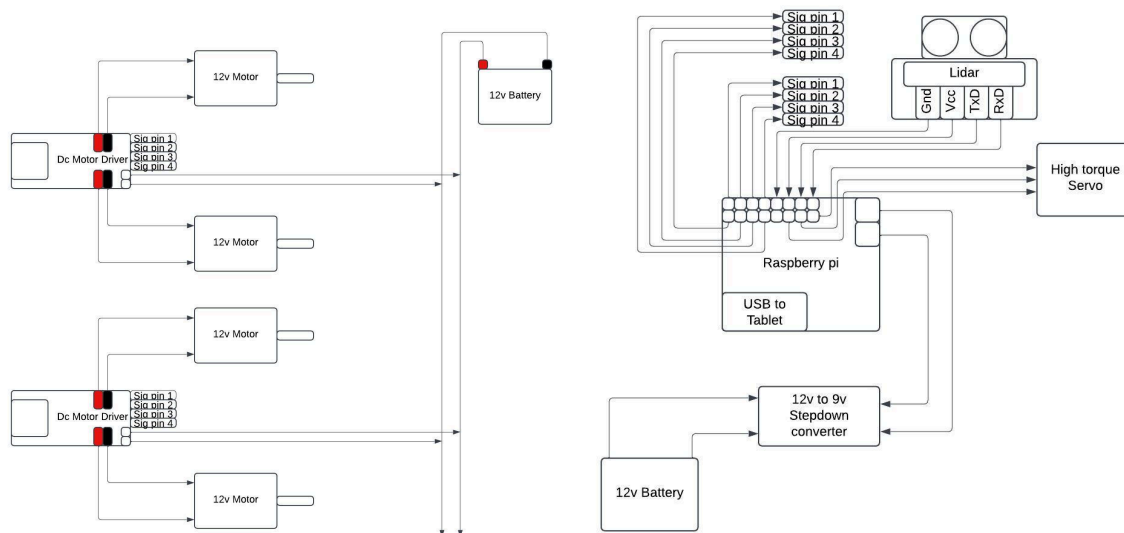 12v Motor
Dc Motor Driver
Sig pin 1
Sig pin 2
Sig pin 3
Sig pin 4
12v Motor
12v Motor
Dc Motor Driver
Sig pin 1
Sig pin 2
Sig pin 3
Sig pin 4
12v Motor
12v Battery
Sig pin 1
Sig pin 2
Sig pin 3
Sig pin 4
Sig pin 1
Sig pin 2
Sig pin 3
Sig pin 4
Lidar
Gnd
Vcc
TxD
RxD
High torque
Servo
Raspberry pi
USB to
Tablet
12v to 9v
Stepdown
converter
12v Battery